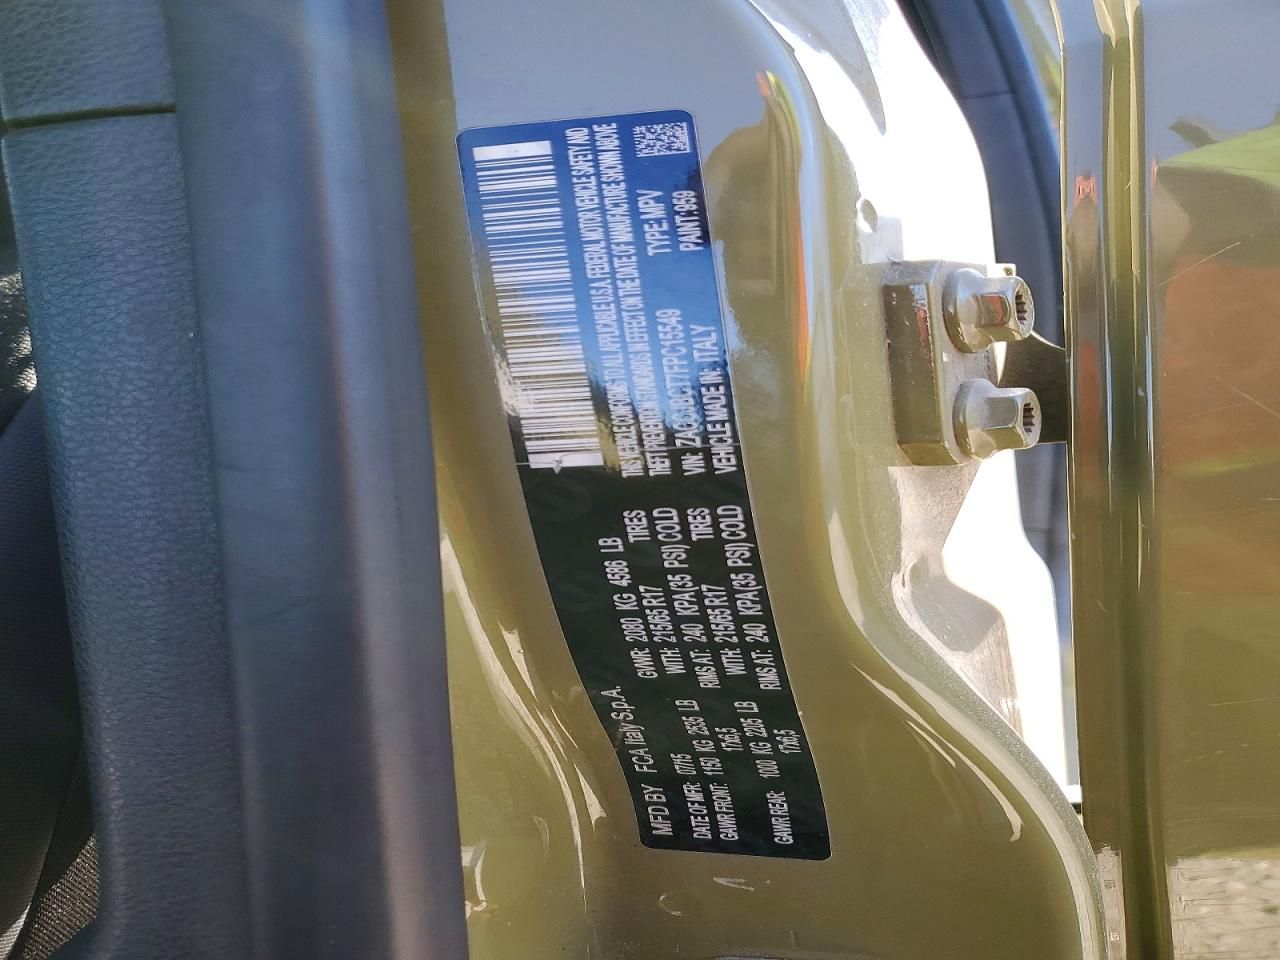 MFD BY FCA Italy S.p.A.
DATE OF MFR: 07/15 GVWR: 2080 KG 4586 LB
GAWR FRONT: 1150 KG 2535 LB WITH: 215/65 R17 TIRES
17x6,5 RIMS AT: 240 KPA(35 PSI) COLD
GAWR REAR: 1000 KG 2205 LB WITH: 215/65 R17 TIRES
17x6,5 RIMS AT: 240 KPA(35 PSI) COLD
THIS VEHICLE CONFORMS TO ALL APPLICABLE U.S.A. FEDERAL MOTOR VEHICLE SAFETY AND
THEFT PREVENTION STANDARDS IN EFFECT ON THE DATE OF MANUFACTURE SHOWN ABOVE
VIN: TYPE: MPV
VEHICLE MADE IN: ITALY PAINT: 959